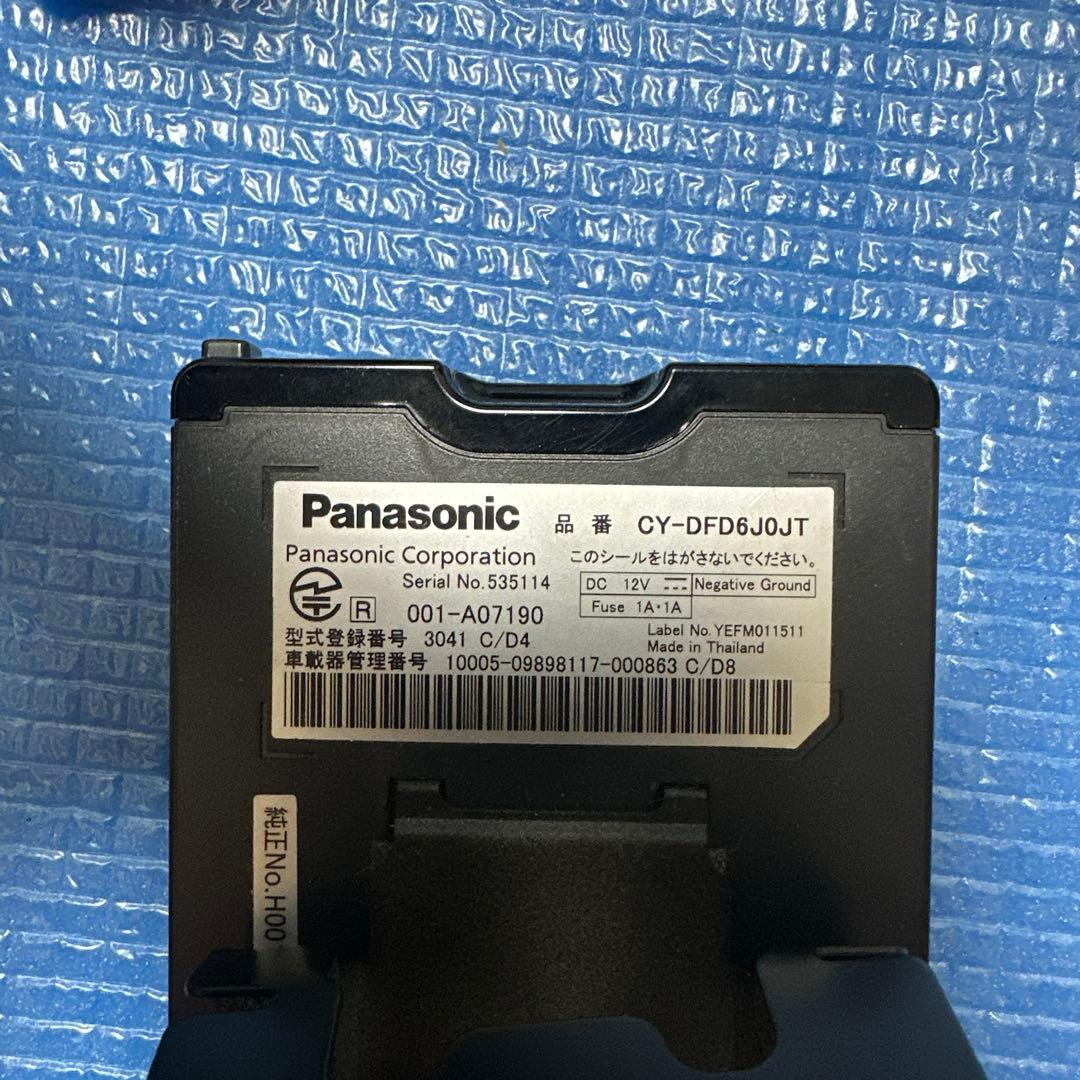 Panasonic 品番 CY-DFD6J0JT
Panasonic Corporation このシールをはがさないでください。
Serial No.535114 DC 12V Negative Ground
R 001-A07190 Fuse 1A・1A
型式登録番号 3041 C/D4 Label No.YEFM011511
Made in Thailand
車載器管理番号 10005-09898117-000863 C/D8
純正No.H00